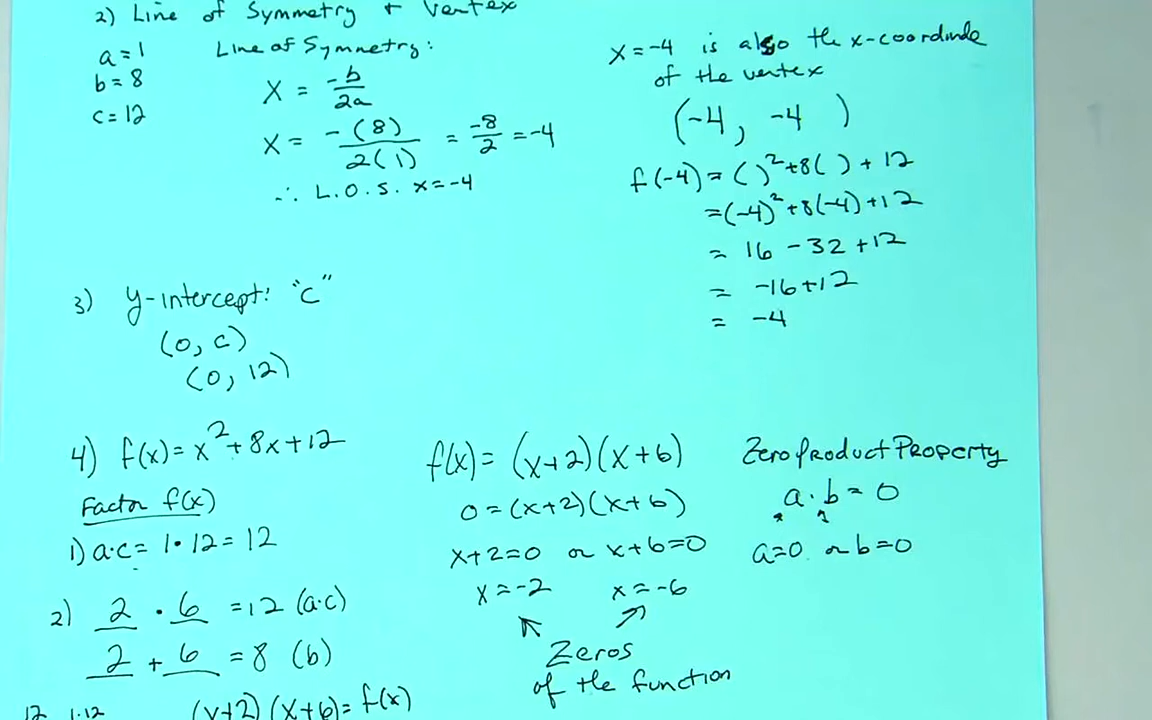 2) Line of Symmetry + Vertex
a = 1
b = 8
c = 12
Line of Symmetry:
X = -b/2a
X = -(8)/2(1) = -8/2 = -4
∴ L.O.S. x=-4
X = -4 is also the x-coordinate
of the vertex
(-4, -4)
f(-4) = ( )²+8( ) + 12
=(-4)²+8(-4)+12
= 16 - 32 +12
= -16+12
= -4
3) y-intercept: "c"
(0, c)
(0, 12)
4) f(x) = x²+8x+12
Factor f(x)
1) a·c = 1 • 12 = 12
2) 2 · 6 = 12 (a·c)
2 + 6 = 8 (b)
12 1·12
(x+2)(x+6) = f(x)
f(x) = (x+2)(x+6)
0 = (x+2)(x+6)
x+2=0 or x+6=0
x = -2 x = -6
Zeros
of the function
Zero Product Property
a · b = 0
a=0 or b=0